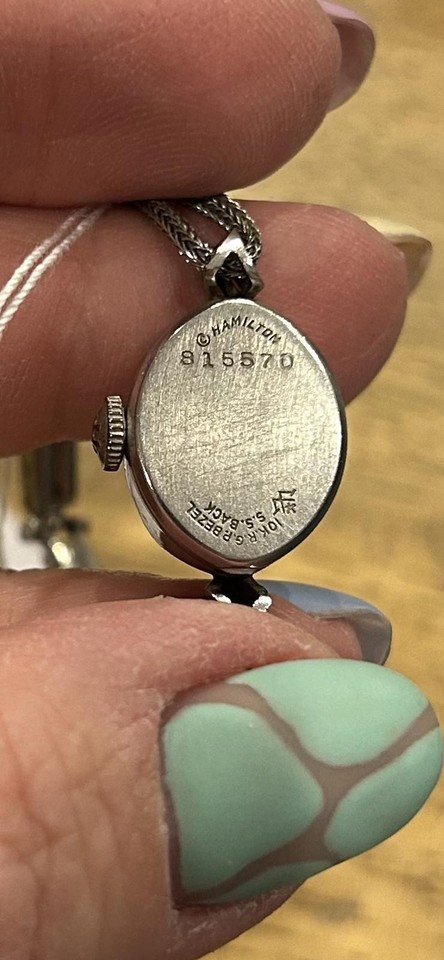 © HAMILTON
815570
10K R.G.P. BEZEL
S.S. BACK